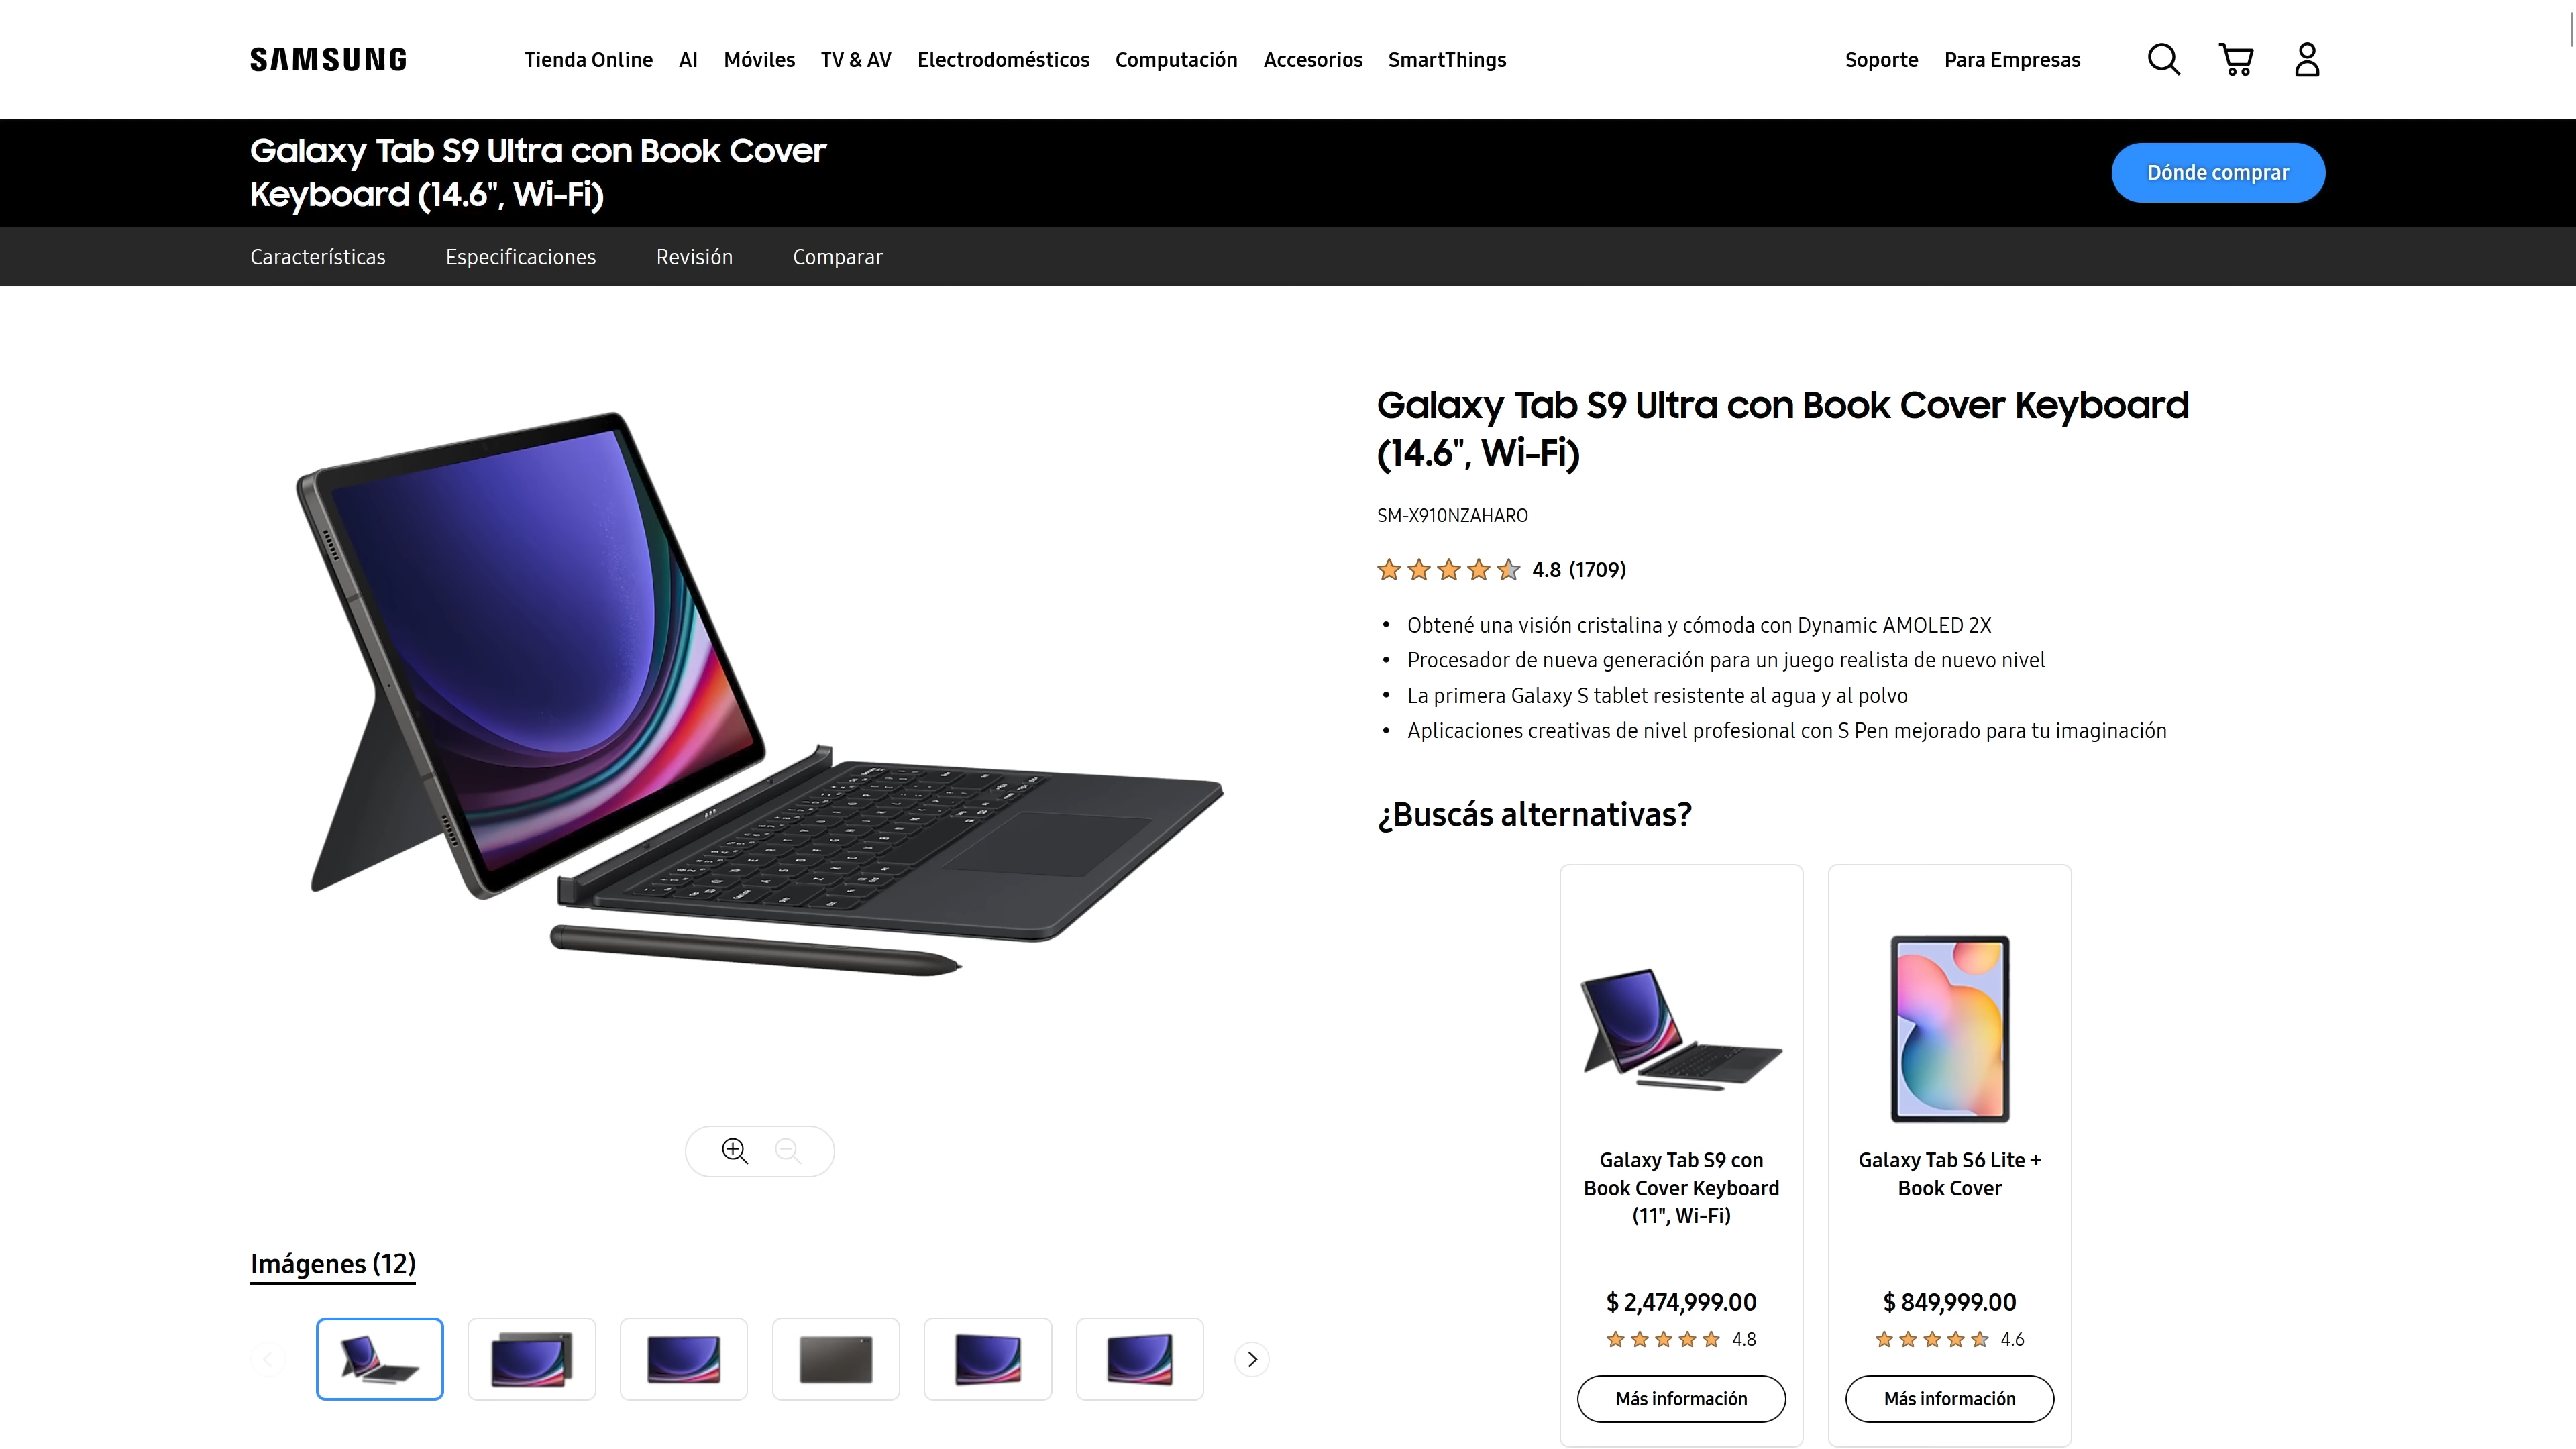 SAMSUNG
Tienda Online AI Móviles TV & AV Electrodomésticos Computación Accesorios SmartThings Soporte Para Empresas
Galaxy Tab S9 Ultra con Book Cover
Keyboard (14.6", Wi-Fi)
Dónde comprar
Características Especificaciones Revisión Comparar
Galaxy Tab S9 Ultra con Book Cover Keyboard
(14.6", Wi-Fi)
SM-X910NZAHARO
4.8 (1709)
• Obtené una visión cristalina y cómoda con Dynamic AMOLED 2X
• Procesador de nueva generación para un juego realista de nuevo nivel
• La primera Galaxy S tablet resistente al agua y al polvo
• Aplicaciones creativas de nivel profesional con S Pen mejorado para tu imaginación
¿Buscás alternativas?
Galaxy Tab S9 con
Book Cover Keyboard
(11", Wi-Fi)
$ 2,474,999.00
4.8
Más información
Galaxy Tab S6 Lite +
Book Cover
$ 849,999.00
4.6
Más información
Imágenes (12)